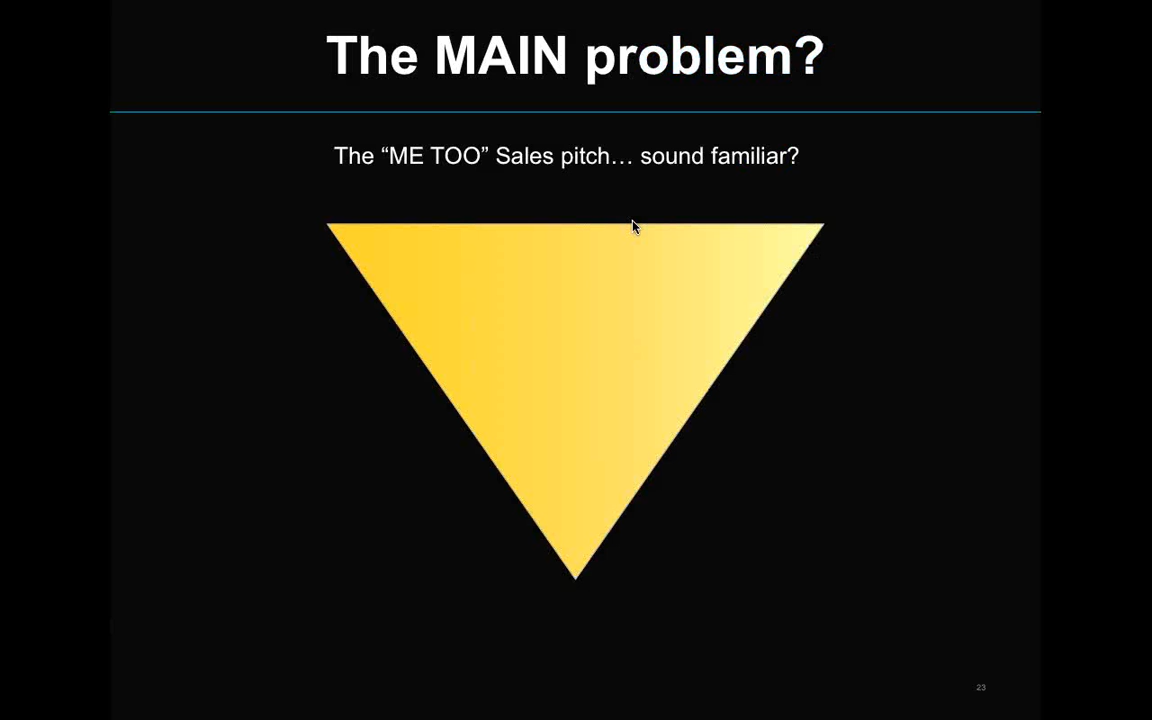 The MAIN problem?
The “ME TOO” Sales pitch… sound familiar?
23